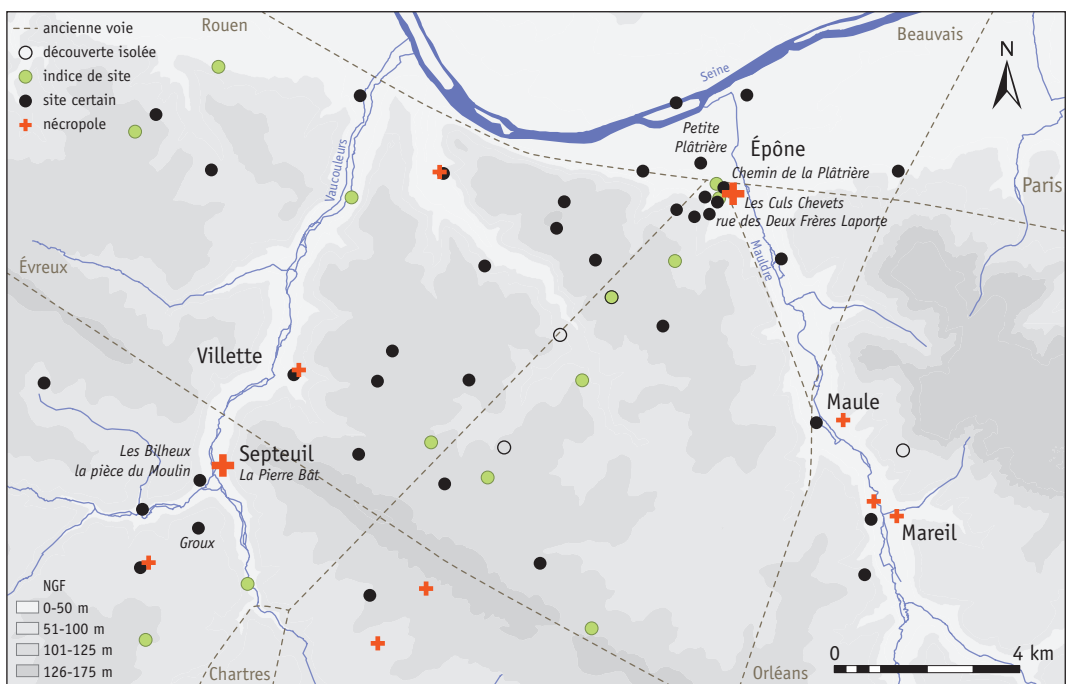 ancienne voie
découverte isolée
indice de site
site certain
nécropole
Rouen
Beauvais
N
Seine
Petite
Plâtrière
Épône
Chemin de la Plâtrière
Les Culs Chevets
rue des Deux Frères Laporte
Paris
Vaucouleurs
Mauldre
Évreux
Villette
Maule
Les Bilheux
la pièce du Moulin
Septeuil
La Pierre Bât
Groux
Mareil
NGF
0-50 m
51-100 m
101-125 m
126-175 m
Chartres
Orléans
0
4 km